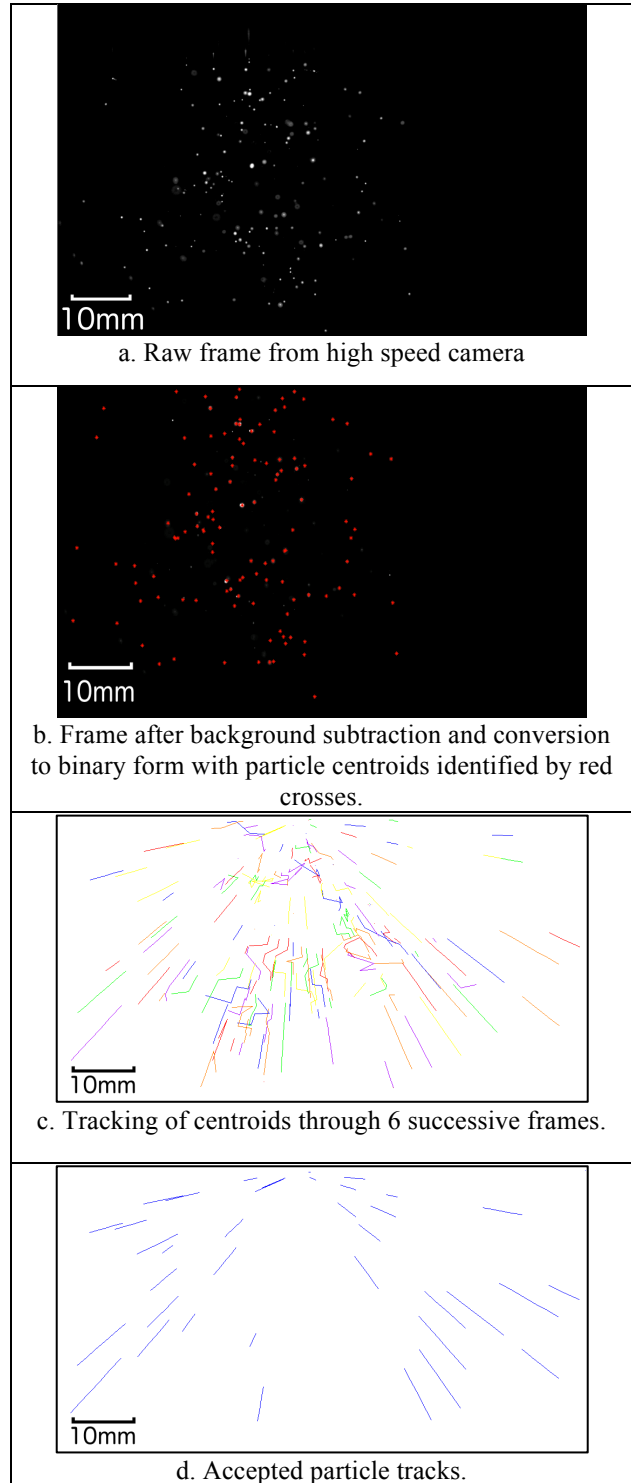 10mm
a. Raw frame from high speed camera
10mm
b. Frame after background subtraction and conversion
to binary form with particle centroids identified by red
crosses.
10mm
c. Tracking of centroids through 6 successive frames.
10mm
d. Accepted particle tracks.